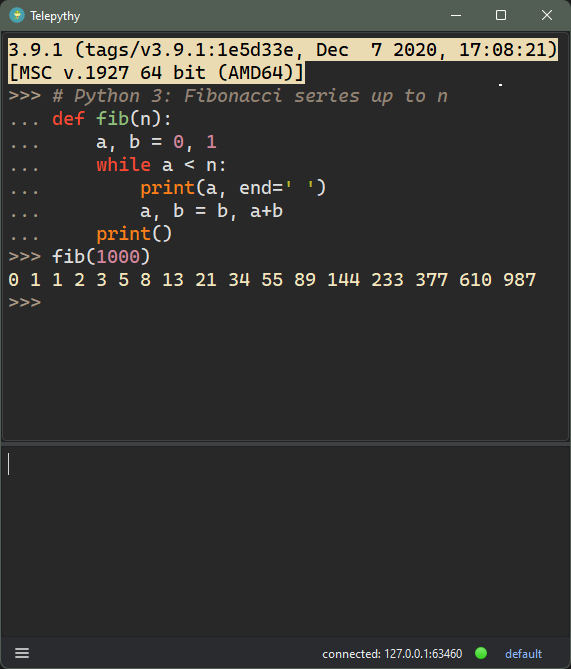 Telepythy
3.9.1 (tags/v3.9.1:1e5d33e, Dec  7 2020, 17:08:21)
[MSC v.1927 64 bit (AMD64)]
>>> # Python 3: Fibonacci series up to n
... def fib(n):
...     a, b = 0, 1
...     while a < n:
...         print(a, end=' ')
...         a, b = b, a+b
...     print()
>>> fib(1000)
0 1 1 2 3 5 8 13 21 34 55 89 144 233 377 610 987
>>>
connected: 127.0.0.1:63460 default